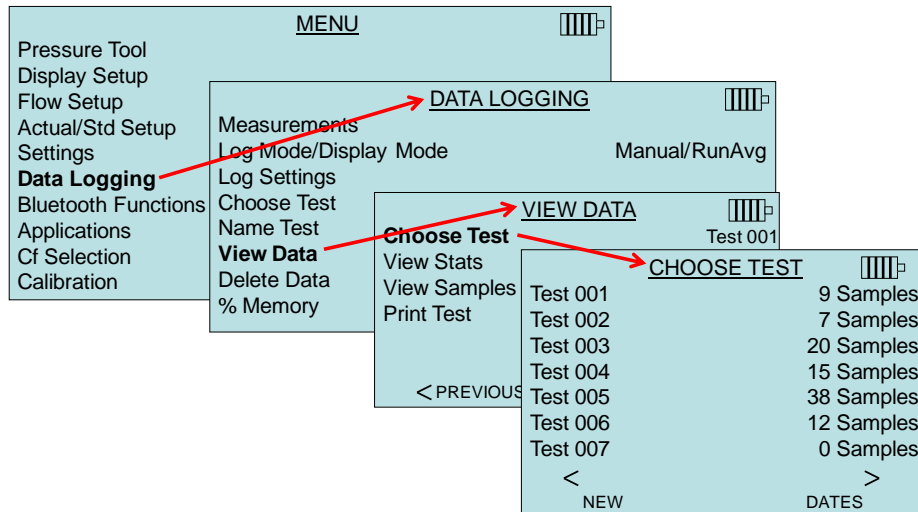 MENU
Pressure Tool
Display Setup
Flow Setup
Actual/Std Setup
Settings
Data Logging
Bluetooth Functions
Applications
Cf Selection
Calibration
DATA LOGGING
Measurements
Log Mode/Display Mode Manual/RunAvg
Log Settings
Choose Test
Name Test
View Data
Delete Data
% Memory
VIEW DATA
Choose Test Test 001
View Stats
View Samples
Print Test
< PREVIOUS
CHOOSE TEST
Test 001 9 Samples
Test 002 7 Samples
Test 003 20 Samples
Test 004 15 Samples
Test 005 38 Samples
Test 006 12 Samples
Test 007 0 Samples
< >
NEW DATES